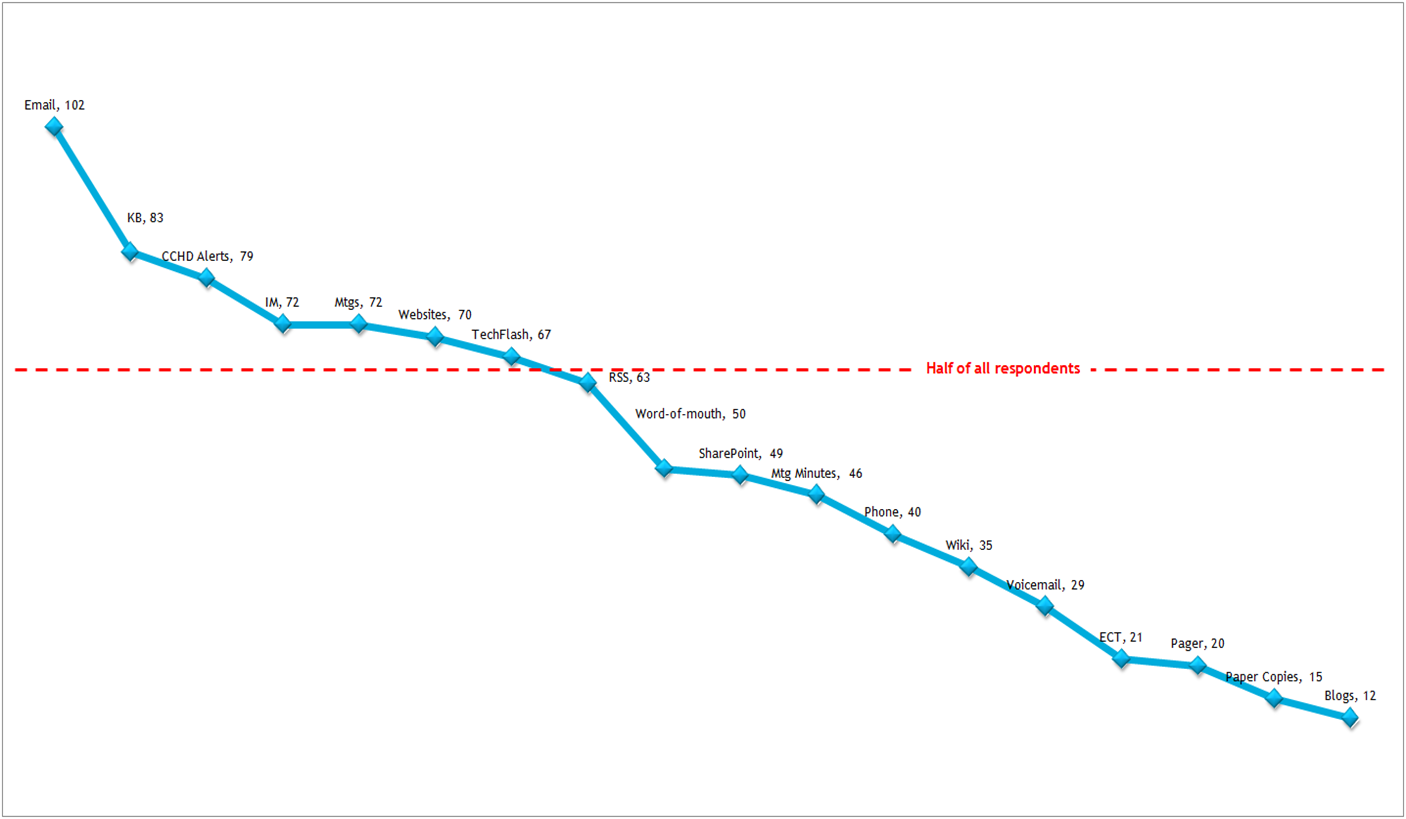 Email, 102
KB, 83
CCHD Alerts, 79
IM, 72
Mtgs, 72
Websites, 70
TechFlash, 67
Half of all respondents
RSS, 63
Word-of-mouth, 50
SharePoint, 49
Mtg Minutes, 46
Phone, 40
Wiki, 35
Voicemail, 29
ECT, 21
Pager, 20
Paper Copies, 15
Blogs, 12